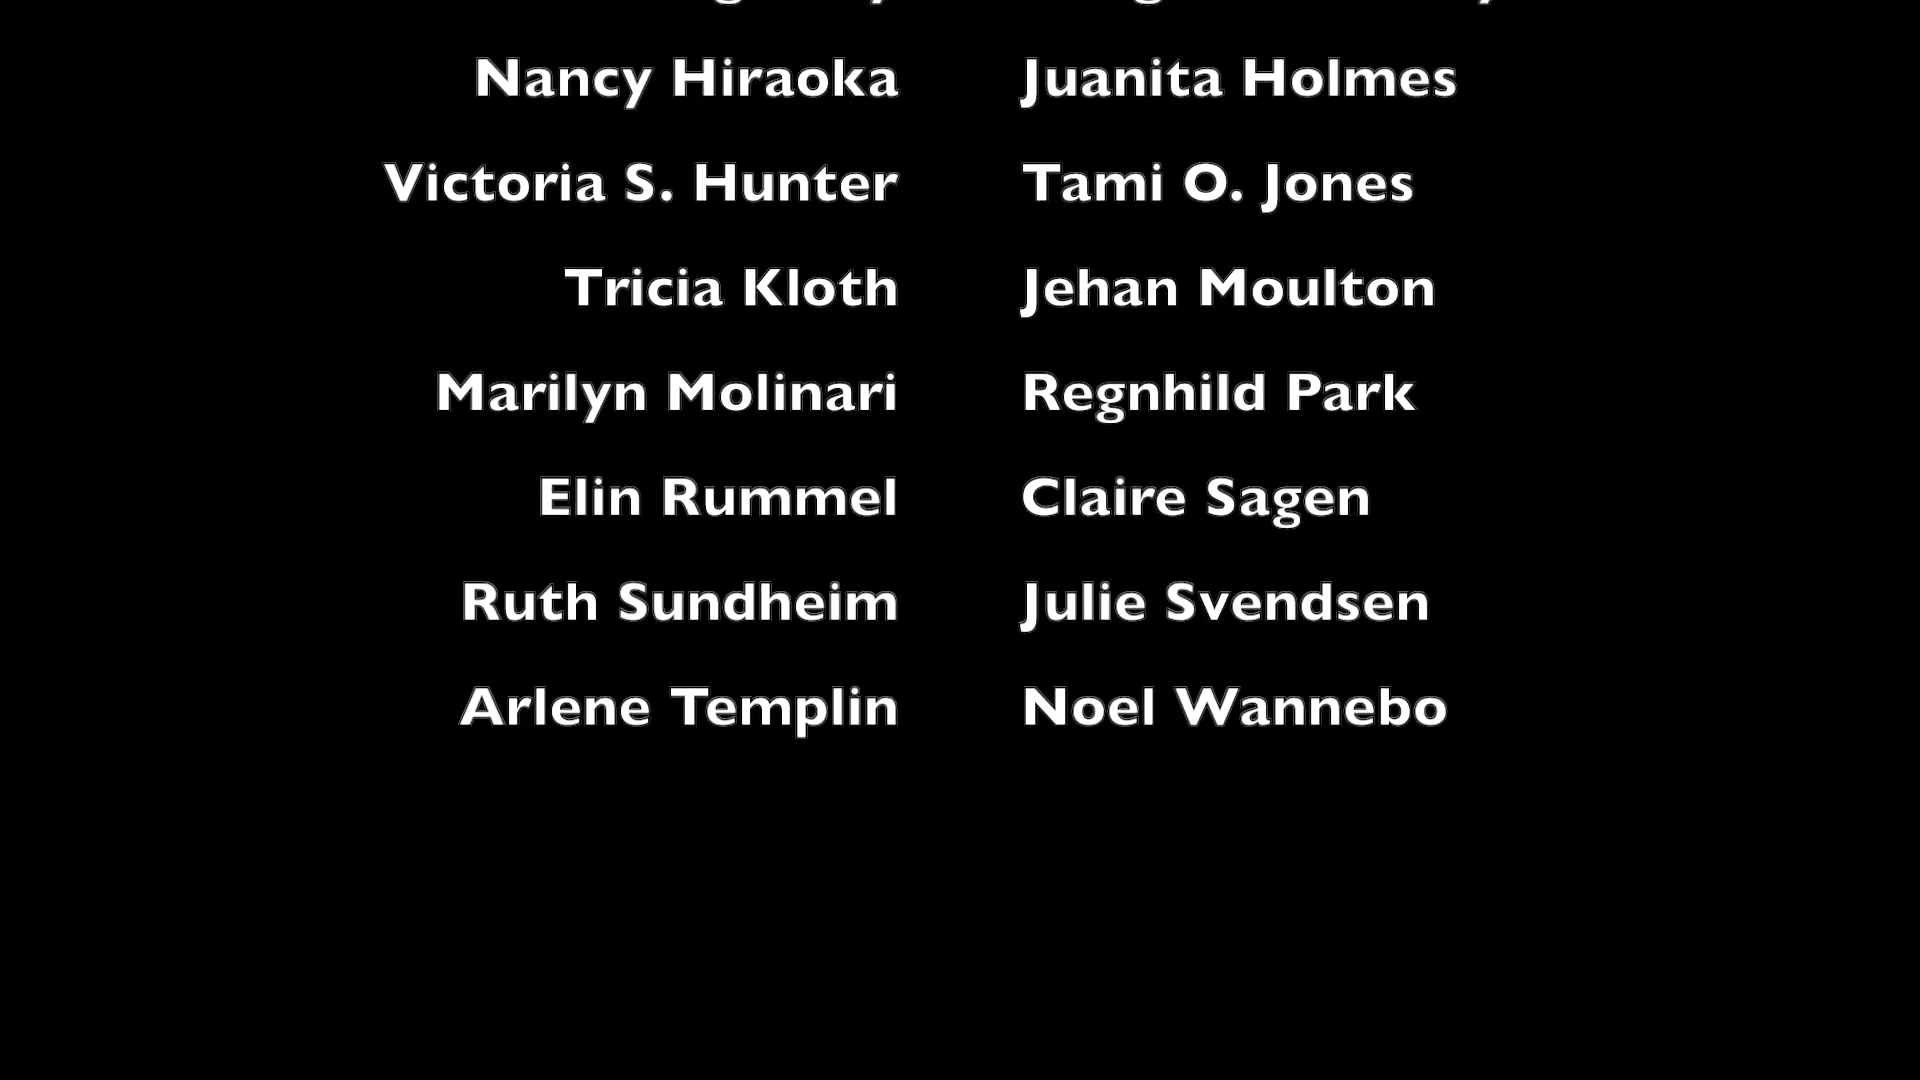 Nancy Hiraoka Juanita Holmes
Victoria S. Hunter Tami O. Jones
Tricia Kloth Jehan Moulton
Marilyn Molinari Regnhild Park
Elin Rummel Claire Sagen
Ruth Sundheim Julie Svendsen
Arlene Templin Noel Wannebo